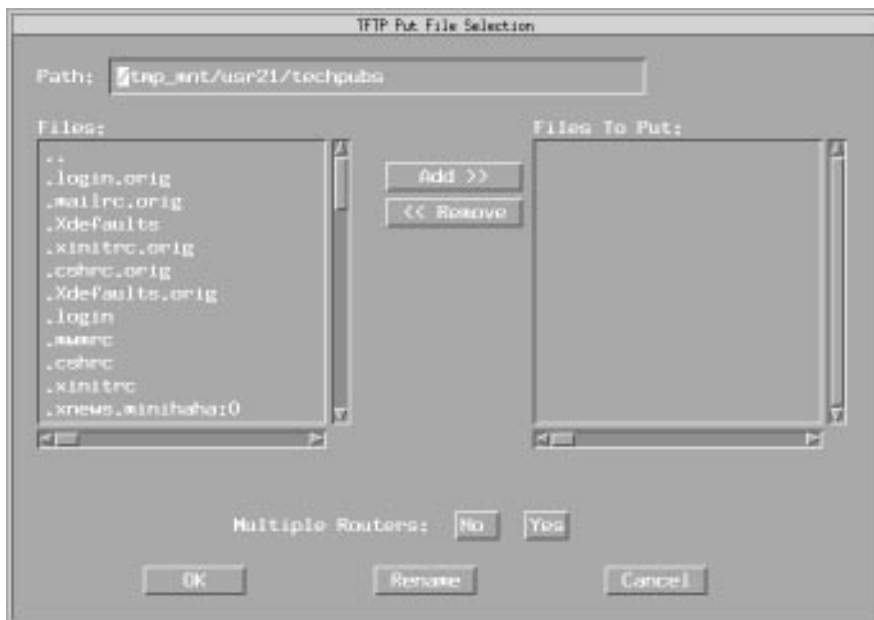 TFTP Put File Selection
Path: /tmp_mnt/usr21/techpubs
Files:
..
.login.orig
.mailrc.orig
.Xdefaults
.xinitrc.orig
.cshrc.orig
.Xdefaults.orig
.login
.mwmrc
.cshrc
.xinitrc
.xnews.minihaha:0
Add >>
<< Remove
Files To Put:
Multiple Routers: No Yes
OK Rename Cancel